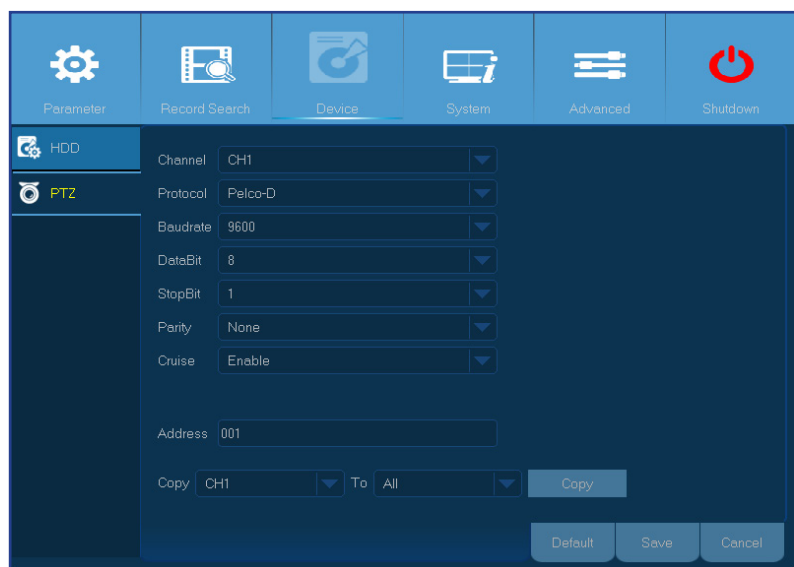 Parameter Record Search Device System Advanced Shutdown
HDD
PTZ
Channel CH1
Protocol Pelco-D
Baudrate 9600
DataBit 8
StopBit 1
Parity None
Cruise Enable
Address 001
Copy CH1 To All Copy
Default Save Cancel